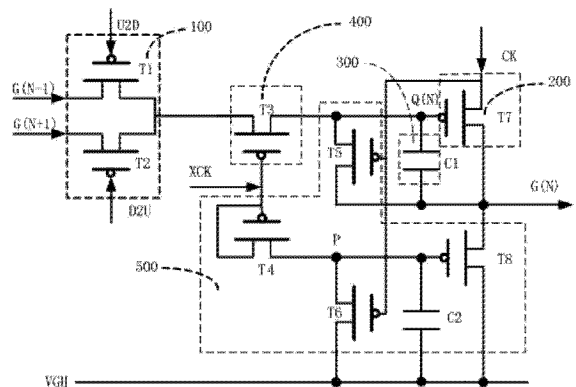 U2D
100
T1
G(N-1)
G(N+1)
T2
D2U
400
T3
XCK
T4
500
300
Q(N)
CK
200
T7
T5
C1
G(N)
P
T8
T6
C2
VGH